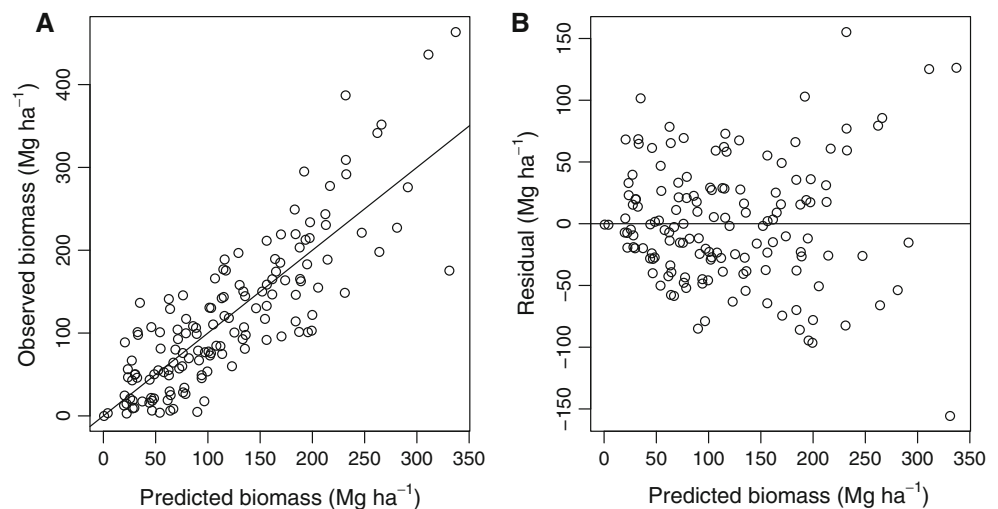 A
Observed biomass (Mg ha⁻¹)
400
300
200
100
0
0 50 100 150 200 250 300 350
Predicted biomass (Mg ha⁻¹)
B
Residual (Mg ha⁻¹)
150
100
50
0
−50
−100
−150
0 50 100 150 200 250 300 350
Predicted biomass (Mg ha⁻¹)